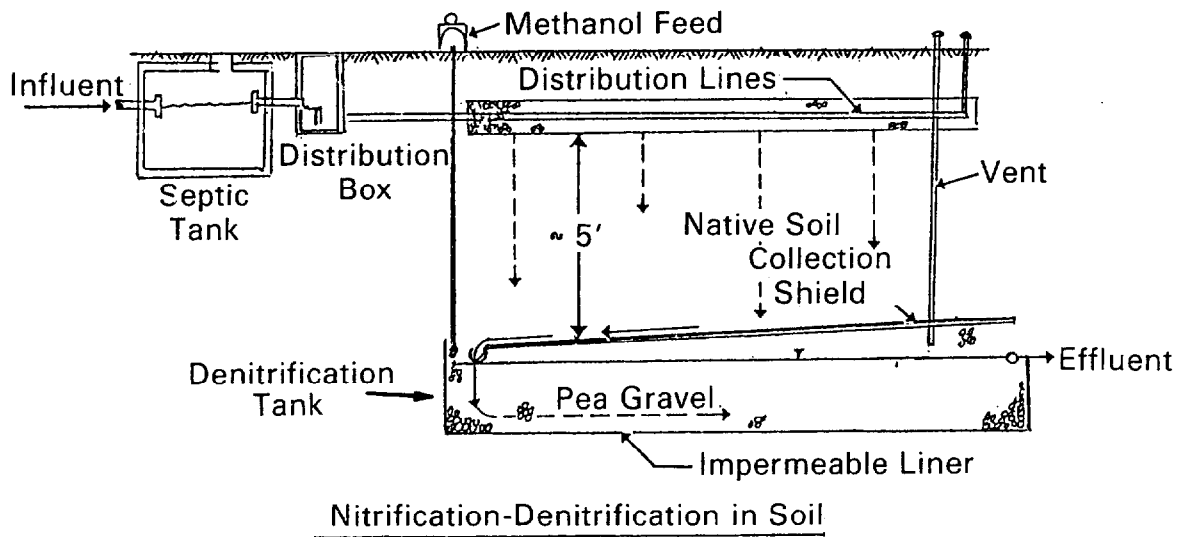 Methanol Feed
Influent
Distribution Lines
Distribution
Box
Septic
Tank
Vent
~ 5'
Native Soil
Collection
Shield
Effluent
Denitrification
Tank
Pea Gravel
Impermeable Liner
Nitrification-Denitrification in Soil